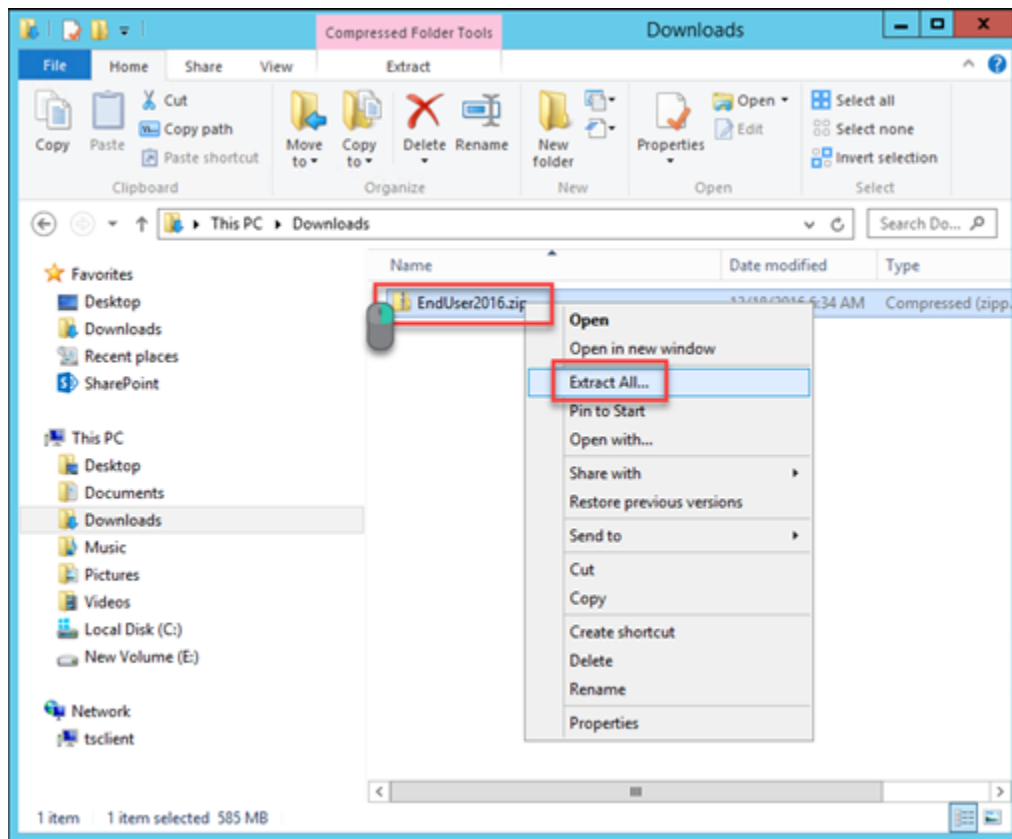 Compressed Folder Tools
Downloads
File
Home
Share
View
Extract
Copy
Paste
Cut
Copy path
Paste shortcut
Clipboard
Move to
Copy to
Delete
Rename
Organize
New folder
New
Properties
Open
Edit
Open
Select all
Select none
Invert selection
Select
This PC
Downloads
Search Do...
Favorites
Desktop
Downloads
Recent places
SharePoint
This PC
Desktop
Documents
Downloads
Music
Pictures
Videos
Local Disk (C:)
New Volume (E:)
Network
tsclient
Name
Date modified
Type
EndUser2016.zip
6:34 AM
Compressed (zipp.
Open
Open in new window
Extract All...
Pin to Start
Open with...
Share with
Restore previous versions
Send to
Cut
Copy
Create shortcut
Delete
Rename
Properties
1 item
1 item selected 585 MB